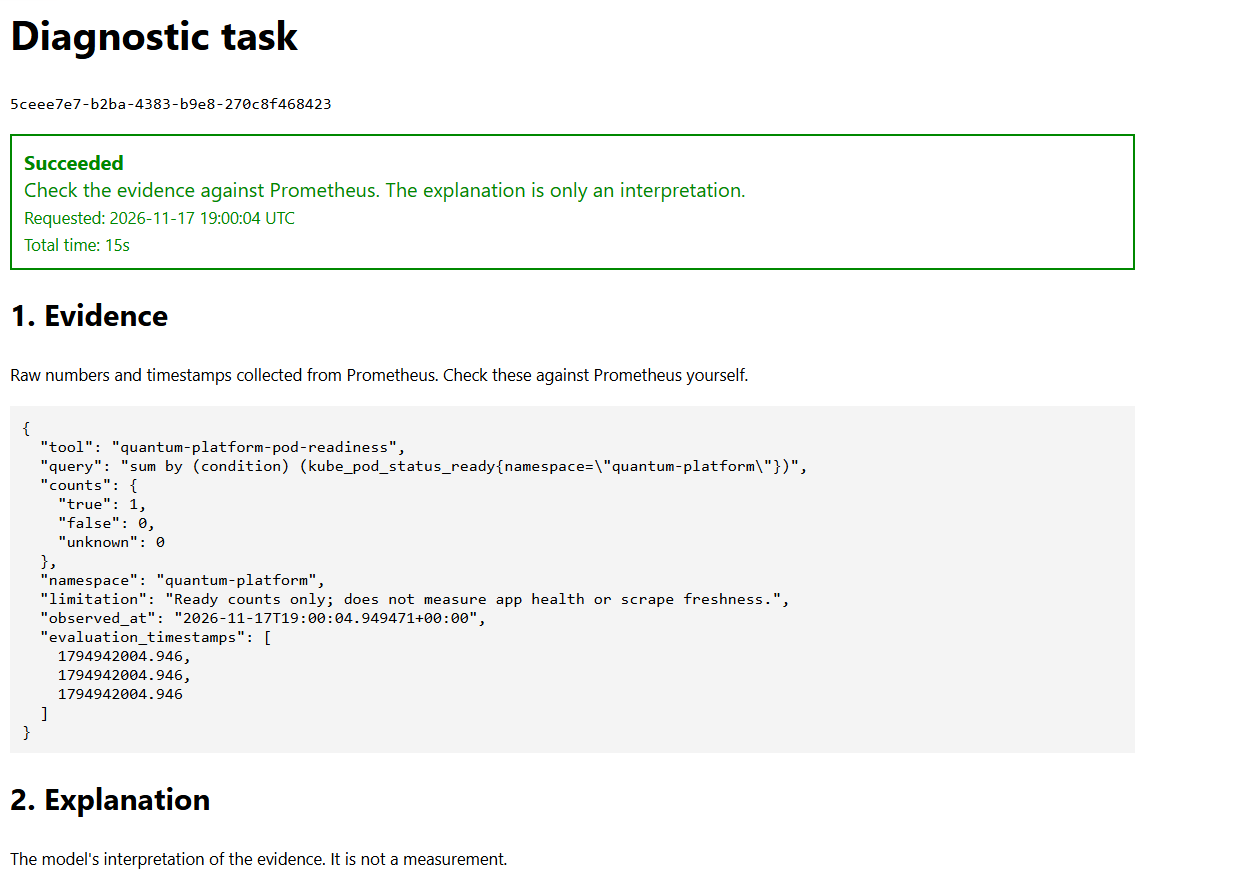 Diagnostic task
5ceee7e7-b2ba-4383-b9e8-270c8f468423
Succeeded
Check the evidence against Prometheus. The explanation is only an interpretation.
Requested: 2026-11-17 19:00:04 UTC
Total time: 15s
1. Evidence
Raw numbers and timestamps collected from Prometheus. Check these against Prometheus yourself.
{
  "tool": "quantum-platform-pod-readiness",
  "query": "sum by (condition) (kube_pod_status_ready{namespace=\"quantum-platform\"})",
  "counts": {
    "true": 1,
    "false": 0,
    "unknown": 0
  },
  "namespace": "quantum-platform",
  "limitation": "Ready counts only; does not measure app health or scrape freshness.",
  "observed_at": "2026-11-17T19:00:04.949471+00:00",
  "evaluation_timestamps": [
    1794942004.946,
    1794942004.946,
    1794942004.946
  ]
}
2. Explanation
The model's interpretation of the evidence. It is not a measurement.